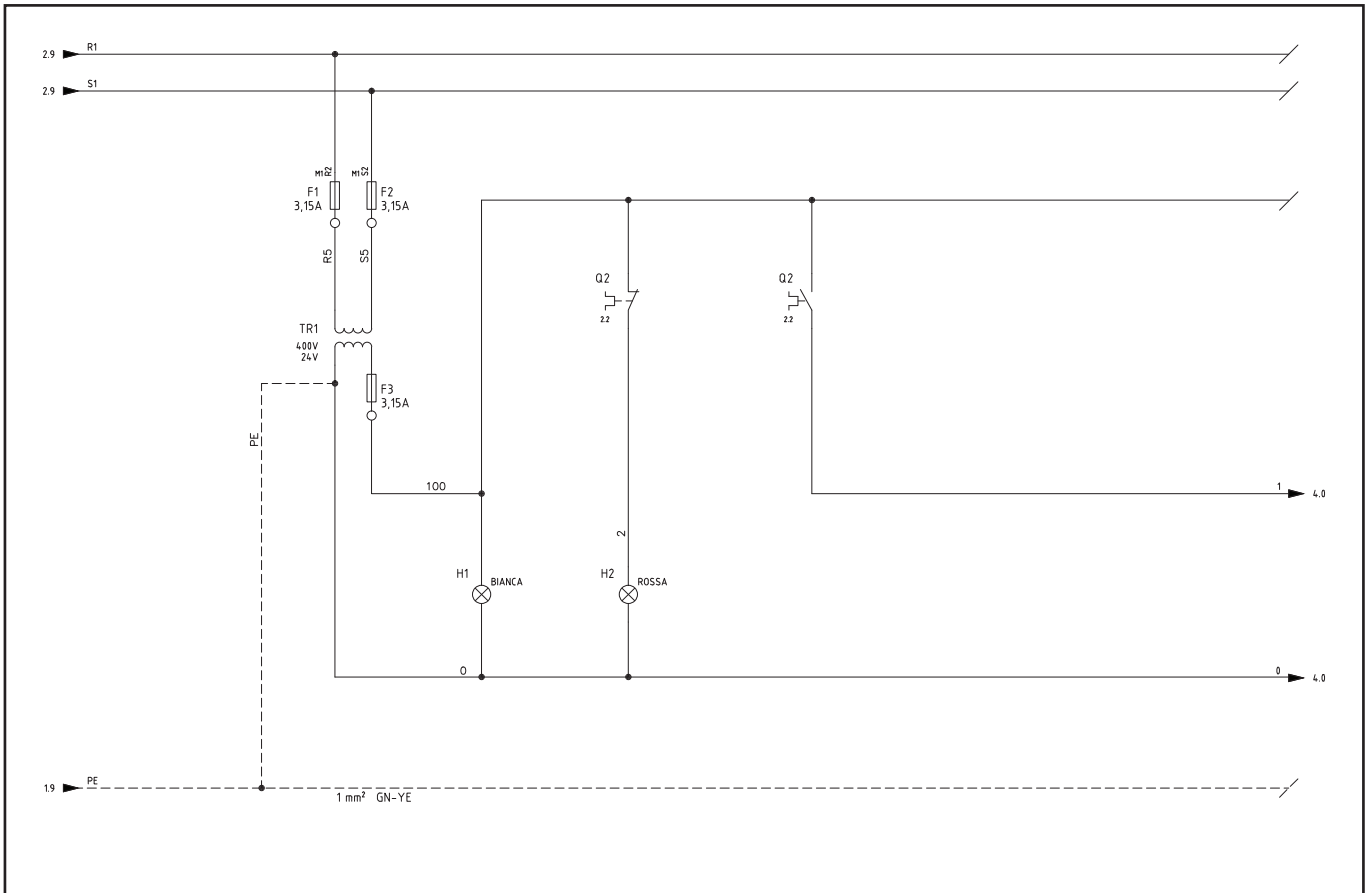 2.9 R1
2.9 S1
M1 R2 M1 S2
F1 F2
3,15A 3,15A
R5 S5
Q2 Q2
2.2 2.2
TR1
400V
24V
F3
3,15A
PE
100
1 4.0
2
H1 BIANCA H2 ROSSA
0 0 4.0
1.9 PE
1 mm² GN-YE